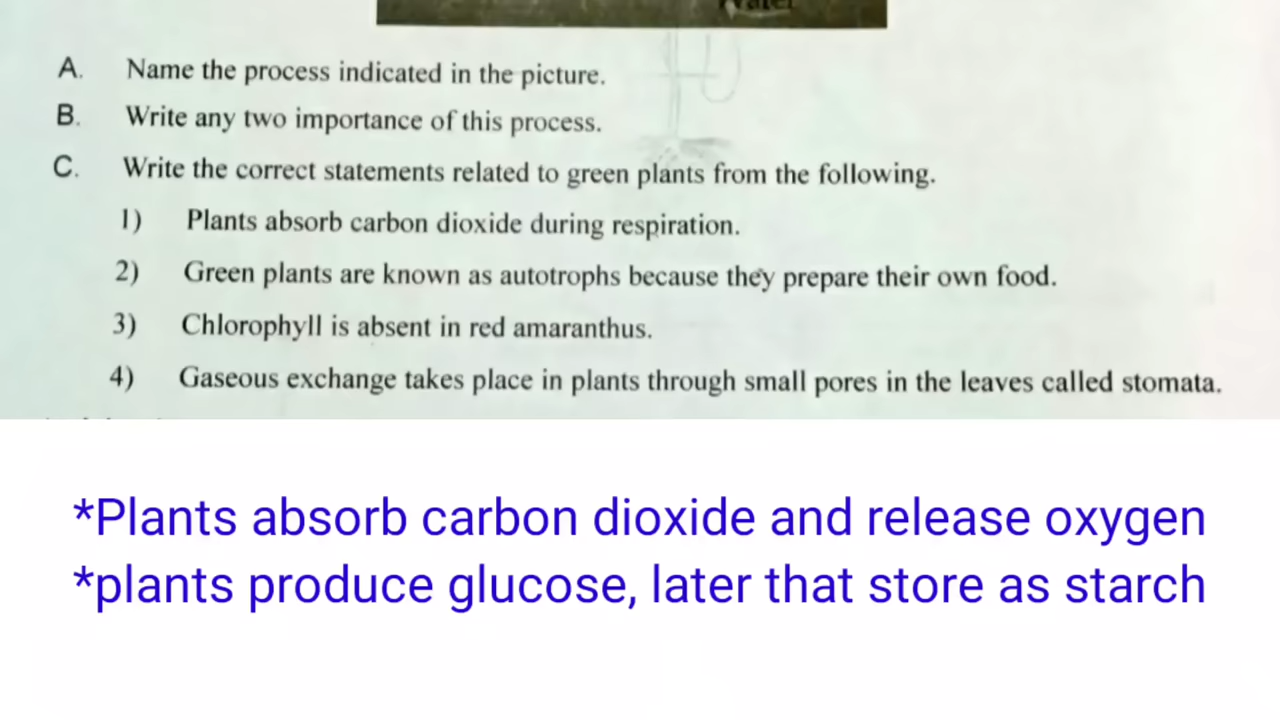 Water
A. Name the process indicated in the picture.
B. Write any two importance of this process.
C. Write the correct statements related to green plants from the following.
1) Plants absorb carbon dioxide during respiration.
2) Green plants are known as autotrophs because they prepare their own food.
3) Chlorophyll is absent in red amaranthus.
4) Gaseous exchange takes place in plants through small pores in the leaves called stomata.
*Plants absorb carbon dioxide and release oxygen
*plants produce glucose, later that store as starch